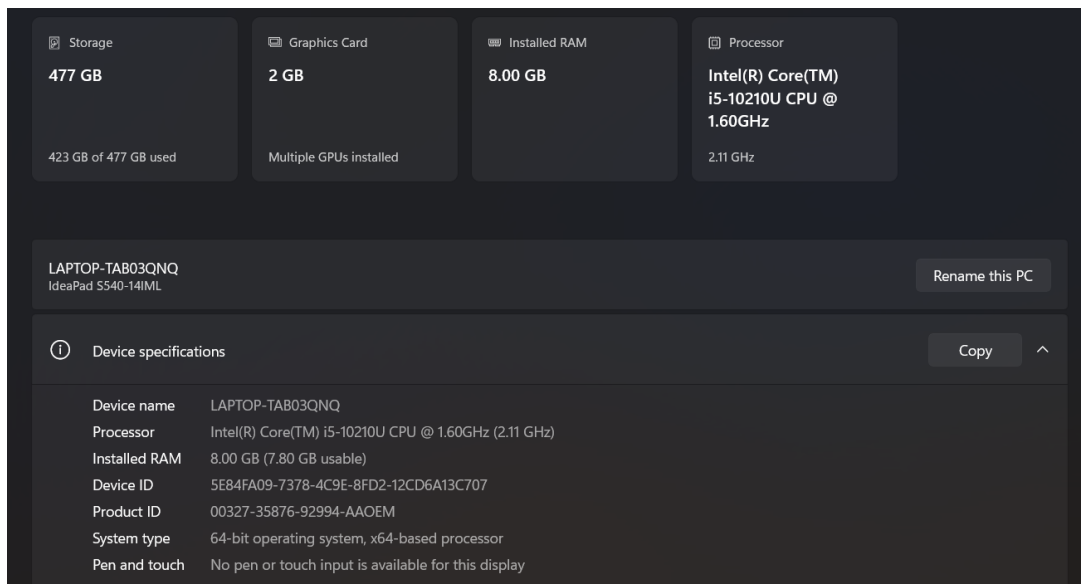 Storage
477 GB
423 GB of 477 GB used
Graphics Card
2 GB
Multiple GPUs installed
Installed RAM
8.00 GB
Processor
Intel(R) Core(TM)
i5-10210U CPU @
1.60GHz
2.11 GHz
LAPTOP-TAB03QNQ
IdeaPad S540-14IML
Rename this PC
Device specifications
Copy
Device name LAPTOP-TAB03QNQ
Processor Intel(R) Core(TM) i5-10210U CPU @ 1.60GHz (2.11 GHz)
Installed RAM 8.00 GB (7.80 GB usable)
Device ID 5E84FA09-7378-4C9E-8FD2-12CD6A13C707
Product ID 00327-35876-92994-AAOEM
System type 64-bit operating system, x64-based processor
Pen and touch No pen or touch input is available for this display